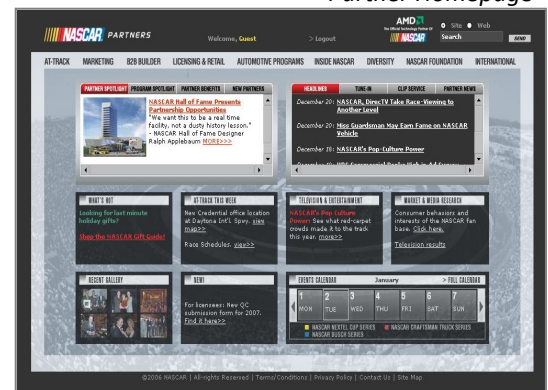 Partner Homepage
NASCAR PARTNERS
Welcome, Guest
> Logout
AMD
The Official Technology Partner Of
NASCAR
Site
Web
Search
SEND
AT-TRACK MARKETING B2B BUILDER LICENSING & RETAIL AUTOMOTIVE PROGRAMS INSIDE NASCAR DIVERSITY NASCAR FOUNDATION INTERNATIONAL
PARTNER SPOTLIGHT PROGRAM SPOTLIGHT PARTNER BENEFITS NEW PARTNERS
NASCAR Hall of Fame Presents
Partnership Opportunities
"We want this to be a real time
facility, not a dusty history lesson."
- NASCAR Hall of Fame Designer
Ralph Applebaum MORE>>>
HEADLINES TUNE-IN CLIP SERVICE PARTNER NEWS
December 20: NASCAR, DirecTV Take Race-Viewing to
Another Level
December 20: Miss Guardsman May Earn Fame on NASCAR
Vehicle
December 18: NASCAR's Pop-Culture Power
WHAT'S HOT
Looking for last minute
holiday gifts?
Shop the NASCAR Gift Guide!
AT-TRACK THIS WEEK
New Credential office location
at Daytona Int'l. Spwy. view
map>>
Race Schedules. view>>
TELEVISION & ENTERTAINMENT
NASCAR's Pop Culture
Power: See what red-carpet
crowds made it to the track
this year. more>>
MARKET & MEDIA RESEARCH
Consumer behaviors and
interests of the NASCAR fan
base. Click here.
Television results
RECENT GALLERY
NEW!
For licensees: New QC
submission form for 2007.
Find it here>>
EVENTS CALENDAR January > FULL CALENDAR
1 2 3 4 5 6 7
MON TUE WED THU FRI SAT SUN
NASCAR NEXTEL CUP SERIES NASCAR CRAFTSMAN TRUCK SERIES
NASCAR BUSCH SERIES
©2006 NASCAR | All-rights Reserved | Terms/Conditions | Privacy Policy | Contact Us | Site Map